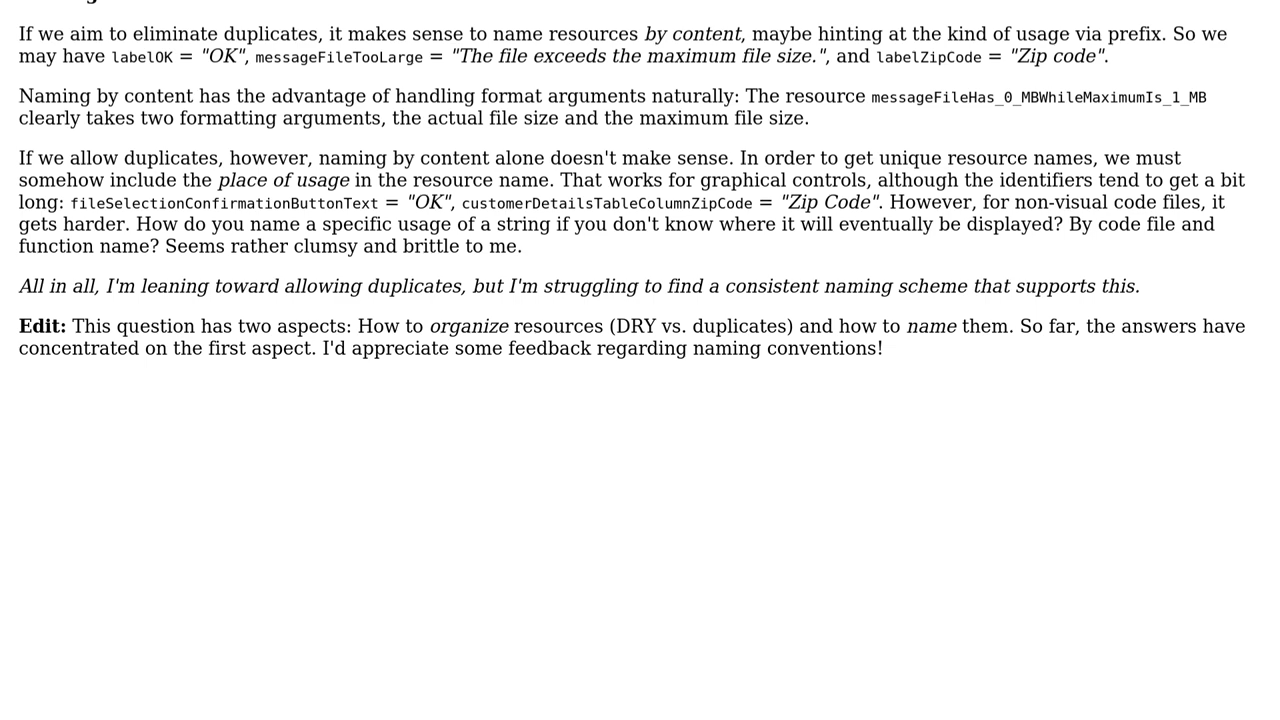 If we aim to eliminate duplicates, it makes sense to name resources by content, maybe hinting at the kind of usage via prefix. So we
may have labelOK = "OK", messageFileTooLarge = "The file exceeds the maximum file size.", and labelZipCode = "Zip code".
Naming by content has the advantage of handling format arguments naturally: The resource messageFileHas_0_MBWhileMaximumIs_1_MB
clearly takes two formatting arguments, the actual file size and the maximum file size.
If we allow duplicates, however, naming by content alone doesn't make sense. In order to get unique resource names, we must
somehow include the place of usage in the resource name. That works for graphical controls, although the identifiers tend to get a bit
long: fileSelectionConfirmationButtonText = "OK", customerDetailsTableColumnZipCode = "Zip Code". However, for non-visual code files, it
gets harder. How do you name a specific usage of a string if you don't know where it will eventually be displayed? By code file and
function name? Seems rather clumsy and brittle to me.
All in all, I'm leaning toward allowing duplicates, but I'm struggling to find a consistent naming scheme that supports this.
Edit: This question has two aspects: How to organize resources (DRY vs. duplicates) and how to name them. So far, the answers have
concentrated on the first aspect. I'd appreciate some feedback regarding naming conventions!